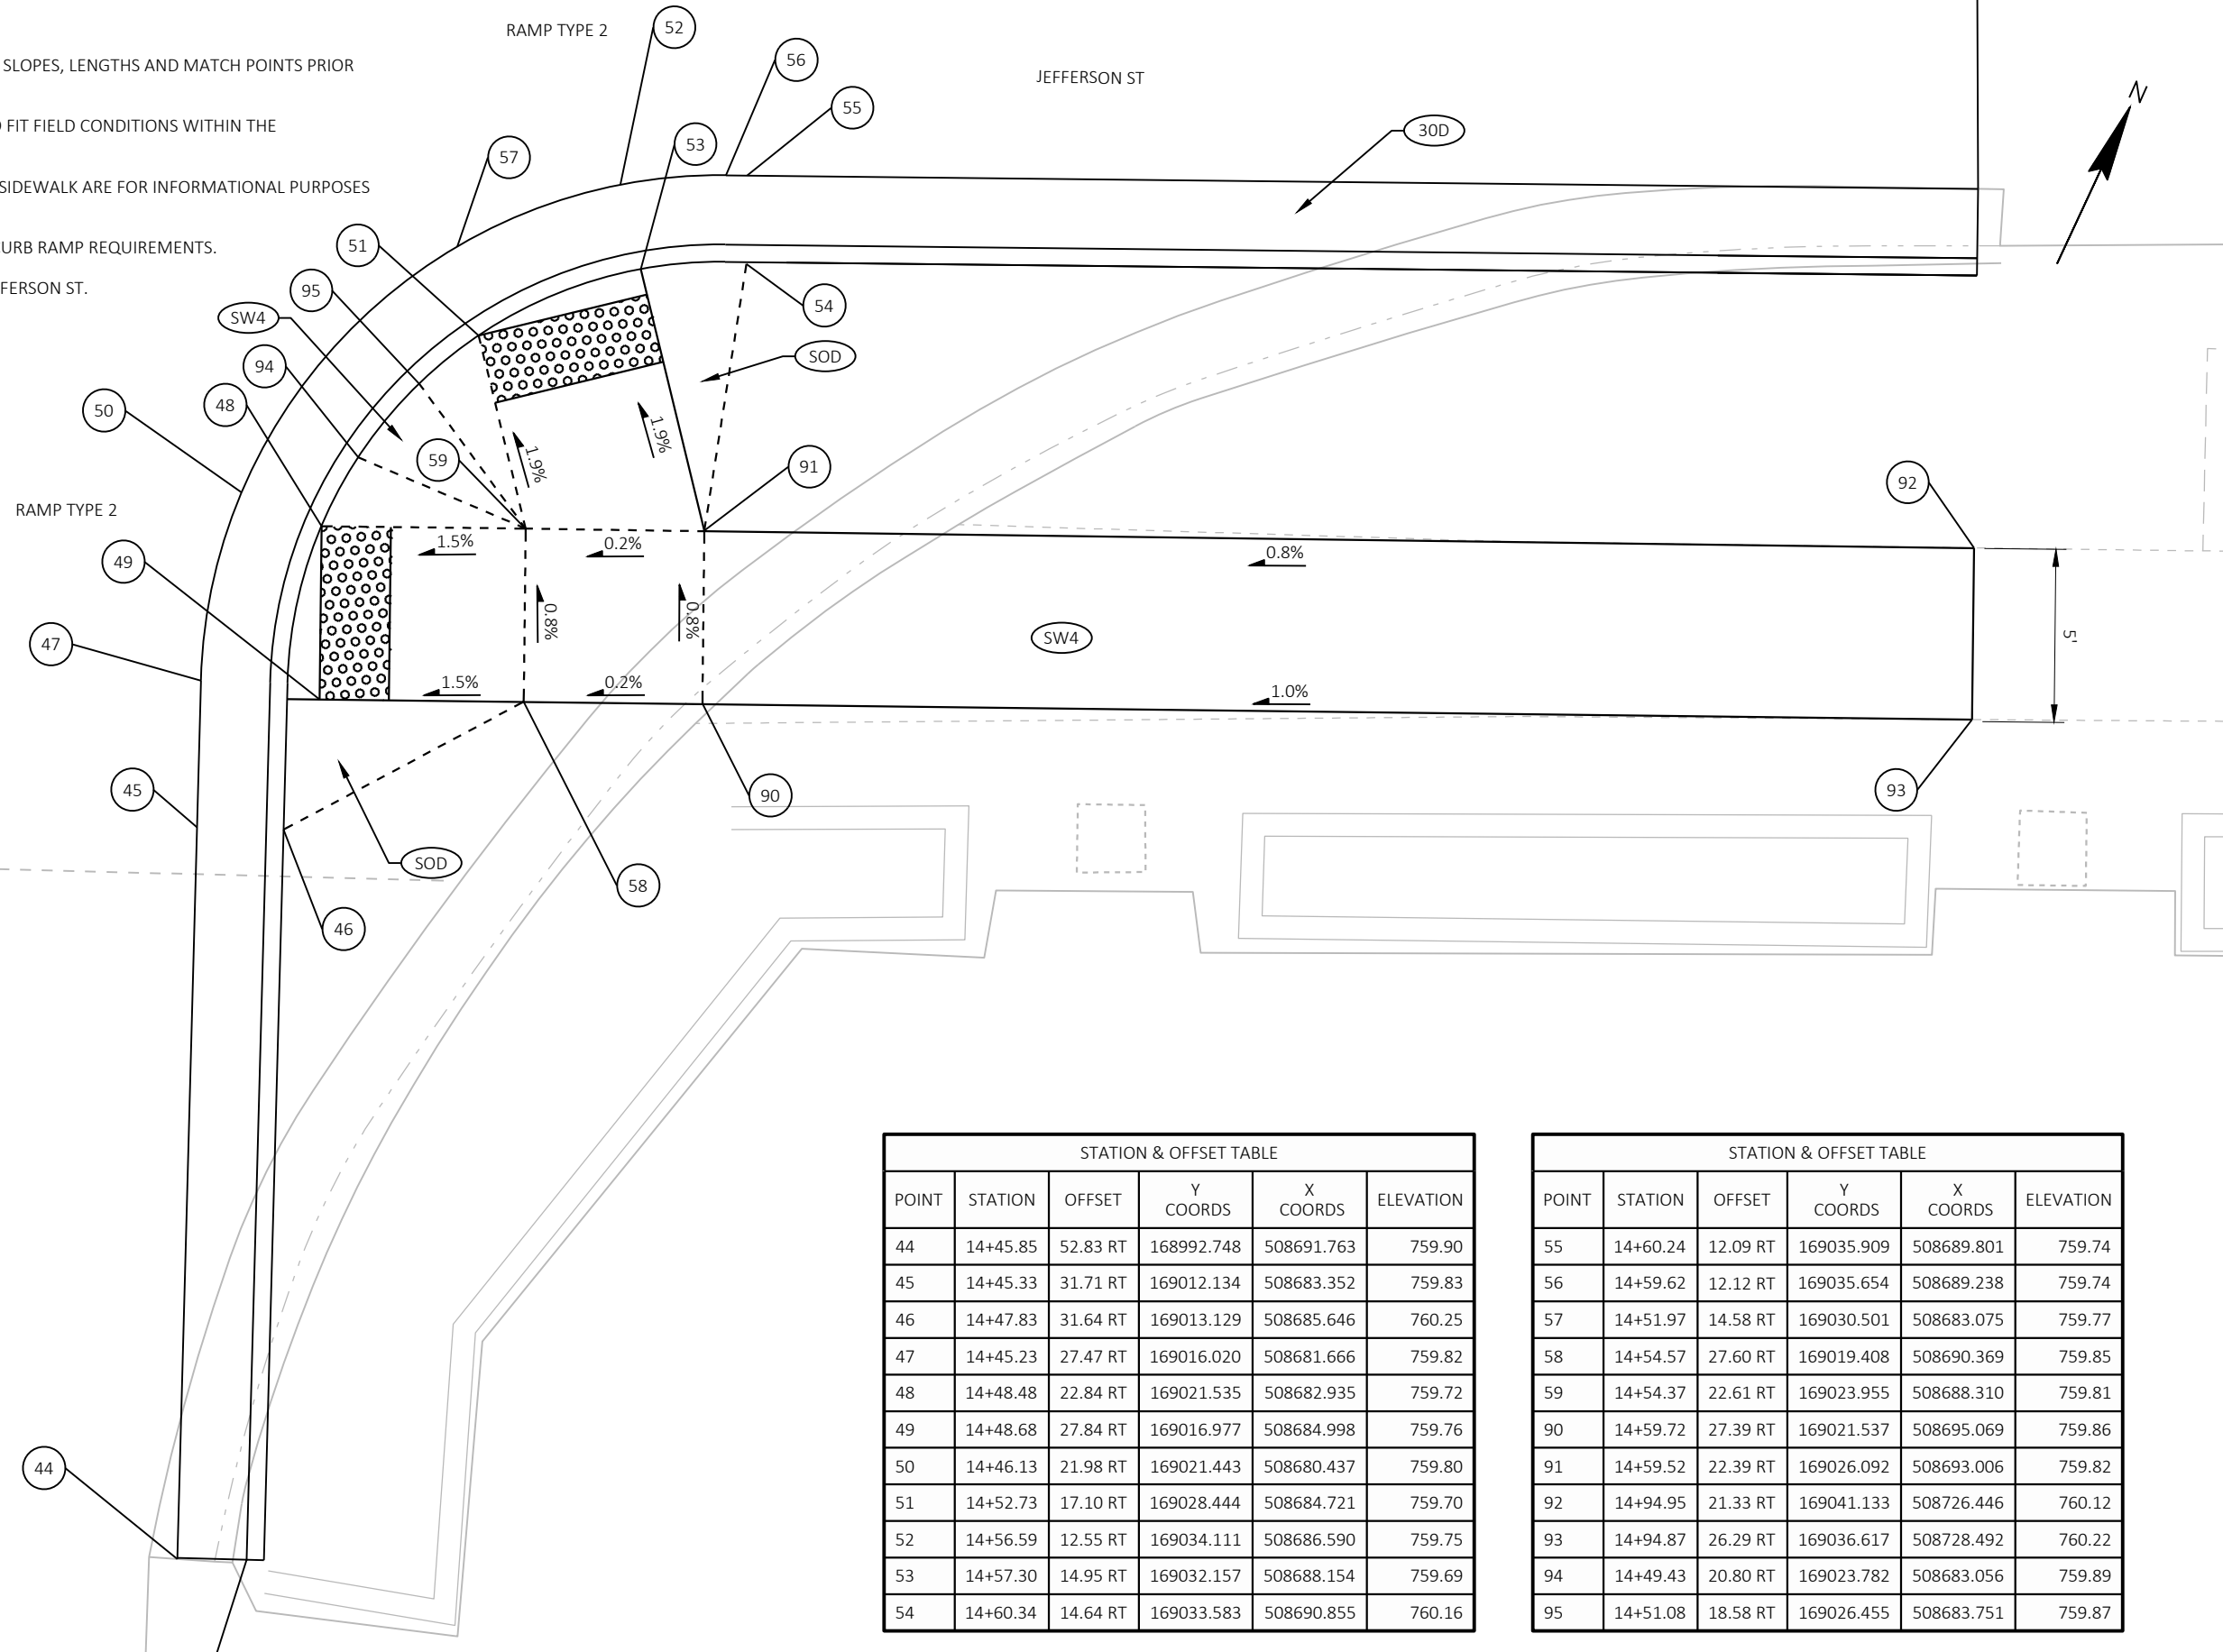 RAMP TYPE 2
SLOPES, LENGTHS AND MATCH POINTS PRIOR
FIT FIELD CONDITIONS WITHIN THE
SIDEWALK ARE FOR INFORMATIONAL PURPOSES
URB RAMP REQUIREMENTS.
FERSON ST.
JEFFERSON ST
N
52
56
55
53
57
30D
51
95
SW4
54
SOD
94
48
50
59
1.9%
1.9%
91
92
RAMP TYPE 2
49
1.5%
0.2%
0.8%
0.8%
0.8%
47
SW4
5'
1.5%
0.2%
1.0%
45
90
93
SOD
58
46
44
STATION & OFFSET TABLE
POINT STATION OFFSET Y COORDS X COORDS ELEVATION
44 14+45.85 52.83 RT 168992.748 508691.763 759.90
45 14+45.33 31.71 RT 169012.134 508683.352 759.83
46 14+47.83 31.64 RT 169013.129 508685.646 760.25
47 14+45.23 27.47 RT 169016.020 508681.666 759.82
48 14+48.48 22.84 RT 169021.535 508682.935 759.72
49 14+48.68 27.84 RT 169016.977 508684.998 759.76
50 14+46.13 21.98 RT 169021.443 508680.437 759.80
51 14+52.73 17.10 RT 169028.444 508684.721 759.70
52 14+56.59 12.55 RT 169034.111 508686.590 759.75
53 14+57.30 14.95 RT 169032.157 508688.154 759.69
54 14+60.34 14.64 RT 169033.583 508690.855 760.16
STATION & OFFSET TABLE
POINT STATION OFFSET Y COORDS X COORDS ELEVATION
55 14+60.24 12.09 RT 169035.909 508689.801 759.74
56 14+59.62 12.12 RT 169035.654 508689.238 759.74
57 14+51.97 14.58 RT 169030.501 508683.075 759.77
58 14+54.57 27.60 RT 169019.408 508690.369 759.85
59 14+54.37 22.61 RT 169023.955 508688.310 759.81
90 14+59.72 27.39 RT 169021.537 508695.069 759.86
91 14+59.52 22.39 RT 169026.092 508693.006 759.82
92 14+94.95 21.33 RT 169041.133 508726.446 760.12
93 14+94.87 26.29 RT 169036.617 508728.492 760.22
94 14+49.43 20.80 RT 169023.782 508683.056 759.89
95 14+51.08 18.58 RT 169026.455 508683.751 759.87